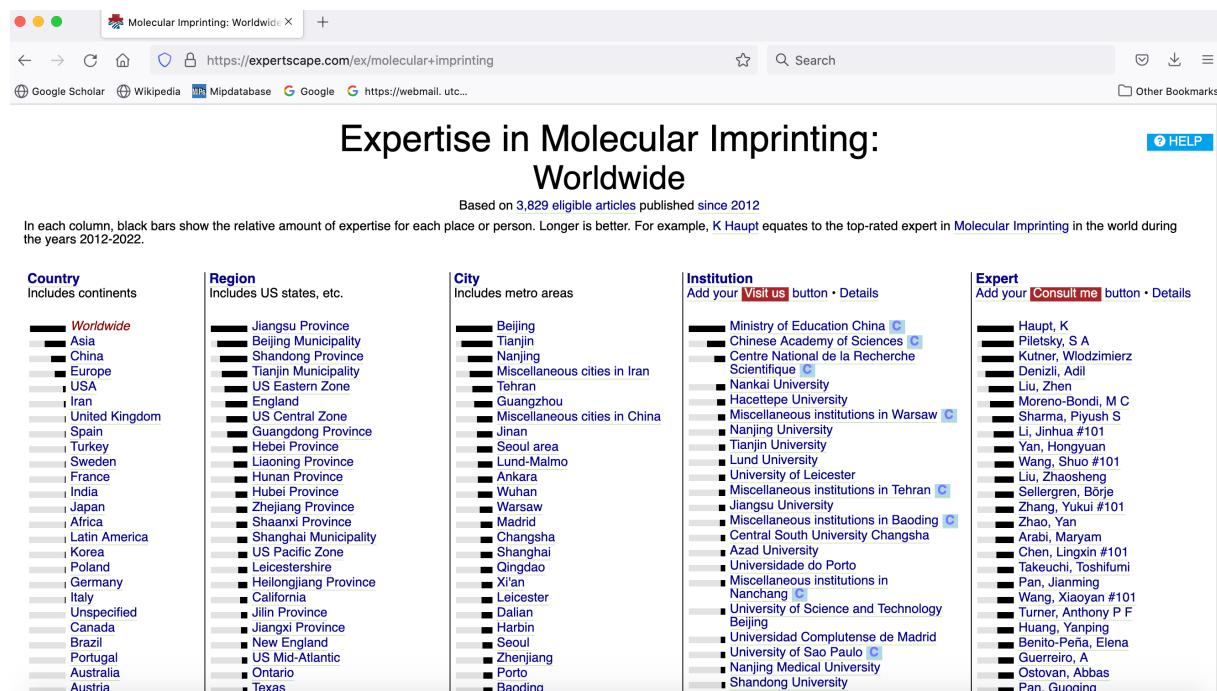 Molecular Imprinting: Worldwide
https://expertscape.com/ex/molecular+imprinting
Search
Google Scholar
Wikipedia
MIPs
Mipdatabase
Google
https://webmail. utc...
Other Bookmarks
Expertise in Molecular Imprinting:
Worldwide
? HELP
Based on 3,829 eligible articles published since 2012
In each column, black bars show the relative amount of expertise for each place or person. Longer is better. For example, K Haupt equates to the top-rated expert in Molecular Imprinting in the world during
the years 2012-2022.
Country
Includes continents
Worldwide
Asia
China
Europe
USA
Iran
United Kingdom
Spain
Turkey
Sweden
France
India
Japan
Africa
Latin America
Korea
Poland
Germany
Italy
Unspecified
Canada
Brazil
Portugal
Australia
Austria
Region
Includes US states, etc.
Jiangsu Province
Beijing Municipality
Shandong Province
Tianjin Municipality
US Eastern Zone
England
US Central Zone
Guangdong Province
Hebei Province
Liaoning Province
Hunan Province
Hubei Province
Zhejiang Province
Shaanxi Province
Shanghai Municipality
US Pacific Zone
Leicestershire
Heilongjiang Province
California
Jilin Province
Jiangxi Province
New England
US Mid-Atlantic
Ontario
Texas
City
Includes metro areas
Beijing
Tianjin
Nanjing
Miscellaneous cities in Iran
Tehran
Guangzhou
Miscellaneous cities in China
Jinan
Seoul area
Lund-Malmo
Ankara
Wuhan
Warsaw
Madrid
Changsha
Shanghai
Qingdao
Xi'an
Leicester
Dalian
Harbin
Seoul
Zhenjiang
Porto
Baoding
Institution
Add your Visit us button • Details
Ministry of Education China C
Chinese Academy of Sciences C
Centre National de la Recherche
Scientifique C
Nankai University
Hacettepe University
Miscellaneous institutions in Warsaw C
Nanjing University
Tianjin University
Lund University
University of Leicester
Miscellaneous institutions in Tehran C
Jiangsu University
Miscellaneous institutions in Baoding C
Central South University Changsha
Azad University
Universidade do Porto
Miscellaneous institutions in
Nanchang C
University of Science and Technology
Beijing
Universidad Complutense de Madrid
University of Sao Paulo C
Nanjing Medical University
Shandong University
Expert
Add your Consult me button • Details
Haupt, K
Piletsky, S A
Kutner, Wlodzimierz
Denizli, Adil
Liu, Zhen
Moreno-Bondi, M C
Sharma, Piyush S
Li, Jinhua #101
Yan, Hongyuan
Wang, Shuo #101
Liu, Zhaosheng
Sellergren, Börje
Zhang, Yukui #101
Zhao, Yan
Arabi, Maryam
Chen, Lingxin #101
Takeuchi, Toshifumi
Pan, Jianming
Wang, Xiaoyan #101
Turner, Anthony P F
Huang, Yanping
Benito-Peña, Elena
Guerreiro, A
Ostovan, Abbas
Pan, Guoqing